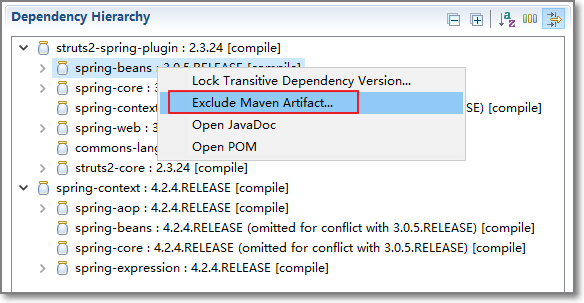 Dependency Hierarchy
struts2-spring-plugin : 2.3.24 [compile]
spring-beans : 3.0.5.RELEASE [compile]
spring-core : 3
Lock Transitive Dependency Version...
spring-context
Exclude Maven Artifact...
SE) [compile]
spring-web : 3
Open JavaDoc
commons-lang
Open POM
struts2-core : 2.3.24 [compile]
spring-context : 4.2.4.RELEASE [compile]
spring-aop : 4.2.4.RELEASE [compile]
spring-beans : 4.2.4.RELEASE (omitted for conflict with 3.0.5.RELEASE) [compile]
spring-core : 4.2.4.RELEASE (omitted for conflict with 3.0.5.RELEASE) [compile]
spring-expression : 4.2.4.RELEASE [compile]